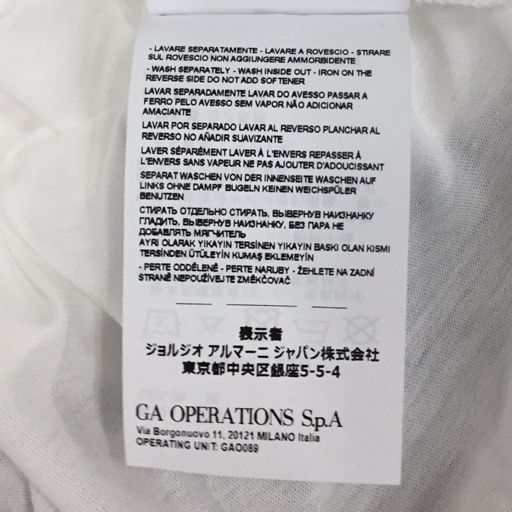 - LAVARE SEPARATAMENTE - LAVARE A ROVESCIO - STIRARE
SUL ROVESCIO NON AGGIUNGERE AMMORBIDENTE
- WASH SEPARATELY - WASH INSIDE OUT - IRON ON THE
REVERSE SIDE DO NOT ADD SOFTENER
LAVAR SEPARADAMENTE LAVAR DO AVESSO PASSAR A
FERRO PELO AVESSO SEM VAPOR NÃO ADICIONAR
AMACIANTE
LAVAR POR SEPARADO LAVAR AL REVERSO PLANCHAR AL
REVERSO NO AÑADIR SUAVIZANTE
LAVER SÉPARÉMENT LAVER À L'ENVERS REPASSER À
L'ENVERS SANS VAPEUR NE PAS AJOUTER D'ADOUCISSANT
SEPARAT WASCHEN VON DER INNENSEITE WASCHEN AUF
LINKS OHNE DAMPF BUGELN KEINEN WEICHSPÜLER
BENUTZEN
СТИРАТЬ ОТДЕЛЬНО СТИРАТЬ, ВЫВЕРНУВ НАИЗНАНКУ
ГЛАДИТЬ, ВЫВЕРНУВ НАИЗНАНКУ, БЕЗ ПАРА НЕ
ДОБАВЛЯТЬ МЯГЧИТЕЛЬ
AYRI OLARAK YIKAYIN TERSİNEN YIKAYIN BASKI OLAN KISMI
TERSİNDEN ÜTÜLEYİN KUMAŞ EKLEMEYİN
- PERTE ODDĚLENĚ - PERTE NARUBY - ŽEHLETE NA ZADNÍ
STRANĚ NEPOUŽÍVEJTE ZMĚKČOVAČ
表示者
ジョルジオ アルマーニ ジャパン株式会社
東京都中央区銀座5-5-4
GA OPERATIONS S.p.A
Via Borgonuovo 11, 20121 MILANO Italia
OPERATING UNIT: GAO089